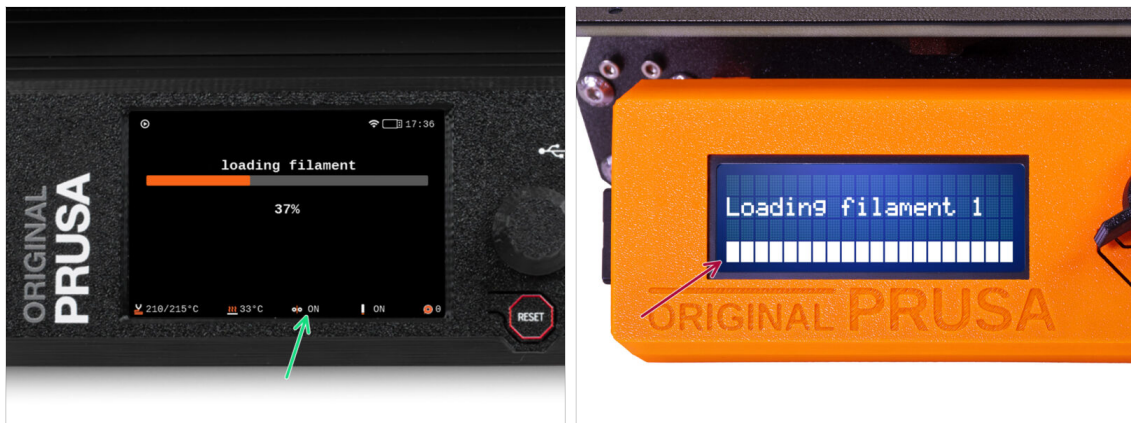 17:36
loading filament
37%
210/215°C 33°C ON ON 0
RESET
ORIGINAL
PRUSA
Loading filament 1
ORIGINAL PRUSA